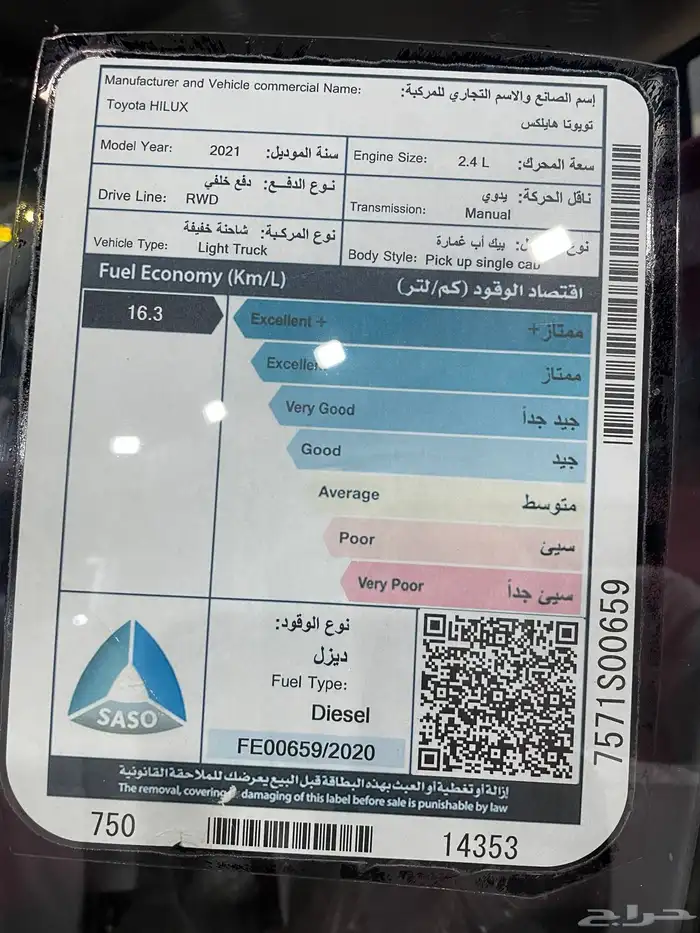 Manufacturer and Vehicle commercial Name: إسم الصانع والاسم التجاري للمركبة:
Toyota HILUX تويوتا هايلكس
Model Year: 2021 سنة الموديل:
Engine Size: 2.4 L سعة المحرك:
نوع الدفع: دفع خلفي
Drive Line: RWD
ناقل الحركة: يدوي
Transmission: Manual
نوع المركبة: شاحنة خفيفة
Vehicle Type: Light Truck
نوع بيك أب غمارة
Body Style: Pick up single cab
Fuel Economy (Km/L) اقتصاد الوقود (كم/لتر)
16.3
Excellent + ممتاز+
Excellent ممتاز
Very Good جيد جداً
Good جيد
Average متوسط
Poor سيئ
Very Poor سيئ جداً
SASO
نوع الوقود:
ديزل
Fuel Type:
Diesel
FE00659/2020
7571S00659
إزالة أو تغطية أو العبث بهذه البطاقة قبل البيع يعرضك للملاحقة القانونية
The removal, covering damaging of this label before sale is punishable by law
750
14353
حراج